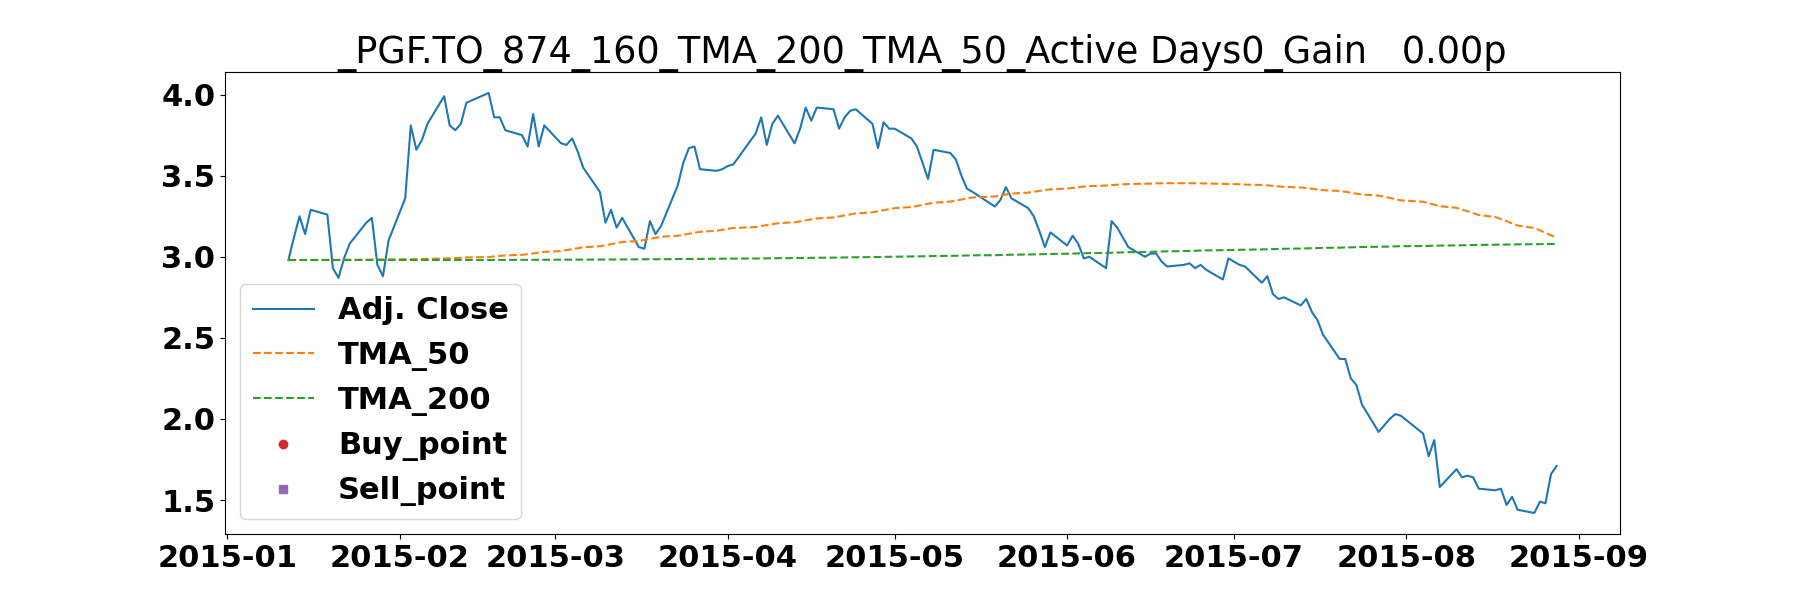 _PGF.TO_874_160_TMA_200_TMA_50_Active Days0_Gain   0.00p
4.0
3.5
3.0
2.5
2.0
1.5
Adj. Close
TMA_50
TMA_200
Buy_point
Sell_point
2015-01 2015-02 2015-03 2015-04 2015-05 2015-06 2015-07 2015-08 2015-09